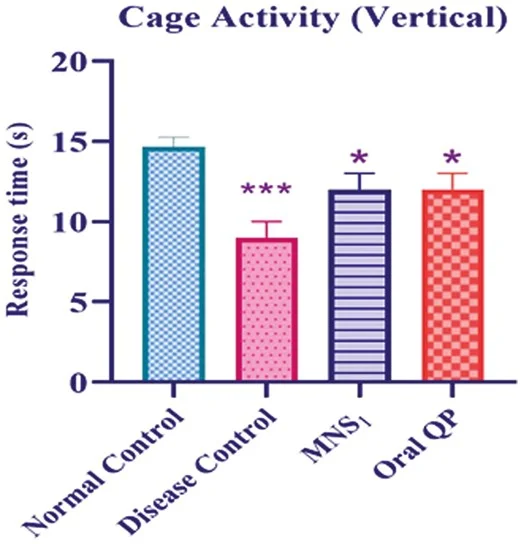 Cage Activity (Vertical)
Response time (s)
20
15
10
5
0
***
*
*
Normal Control
Disease Control
MNS₁
Oral QP